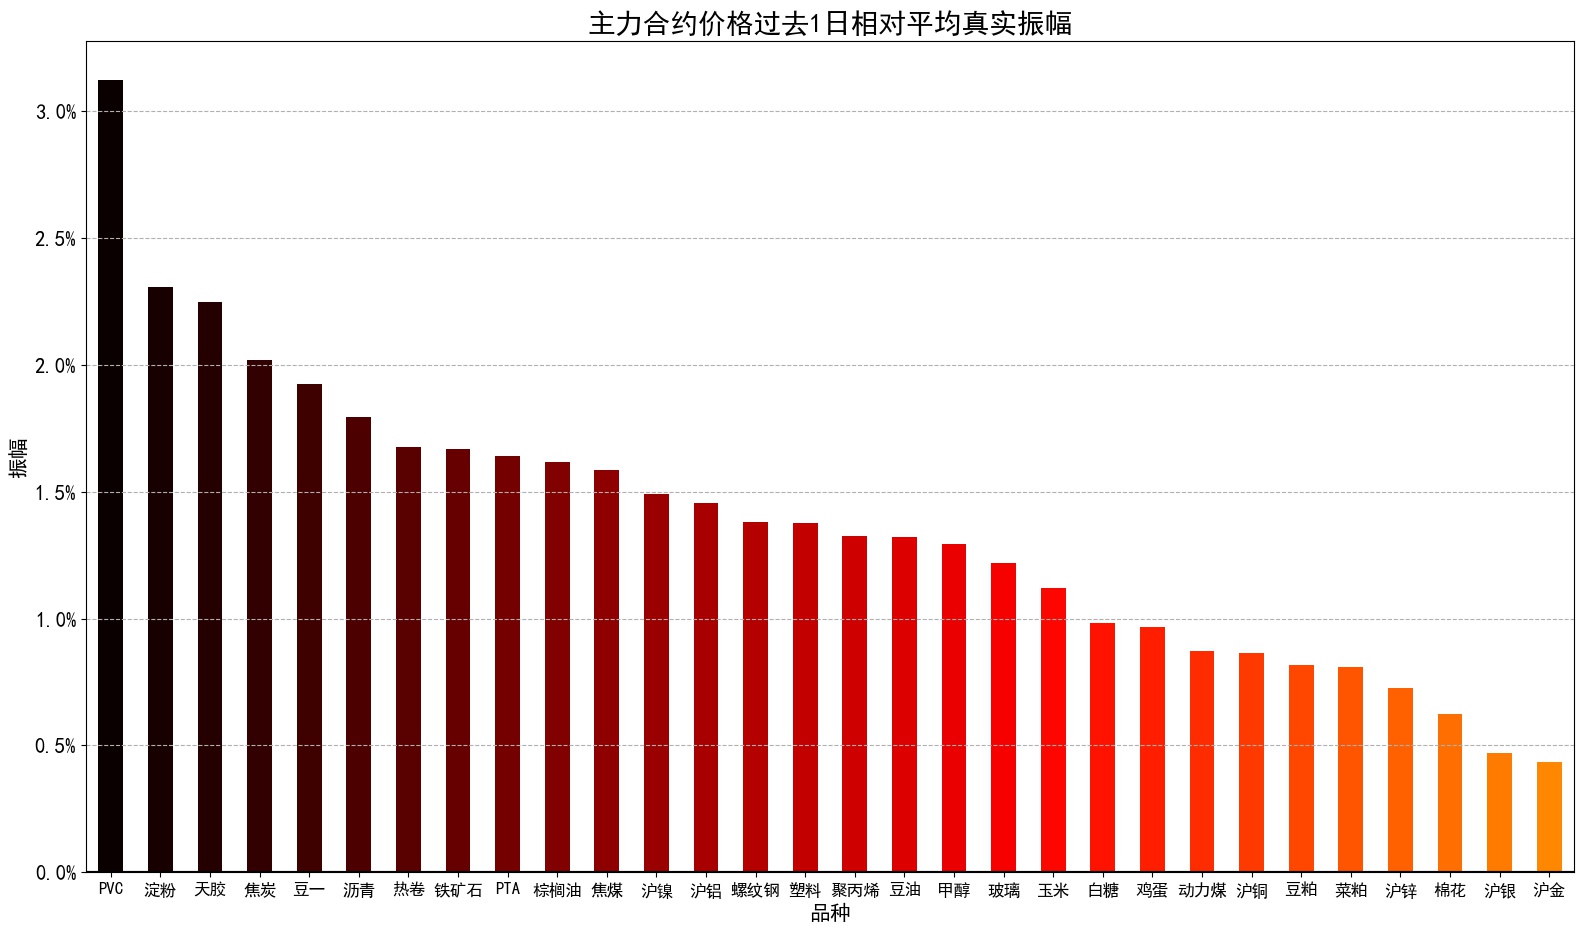 主力合约价格过去1日相对平均真实振幅
振幅
3.0%
2.5%
2.0%
1.5%
1.0%
0.5%
0.0%
PVC 淀粉 天胶 焦炭 豆一 沥青 热卷 铁矿石 PTA 棕榈油 焦煤 沪镍 沪铝 螺纹钢 塑料 聚丙烯 豆油 甲醇 玻璃 玉米 白糖 鸡蛋 动力煤 沪铜 豆粕 菜粕 沪锌 棉花 沪银 沪金
品种